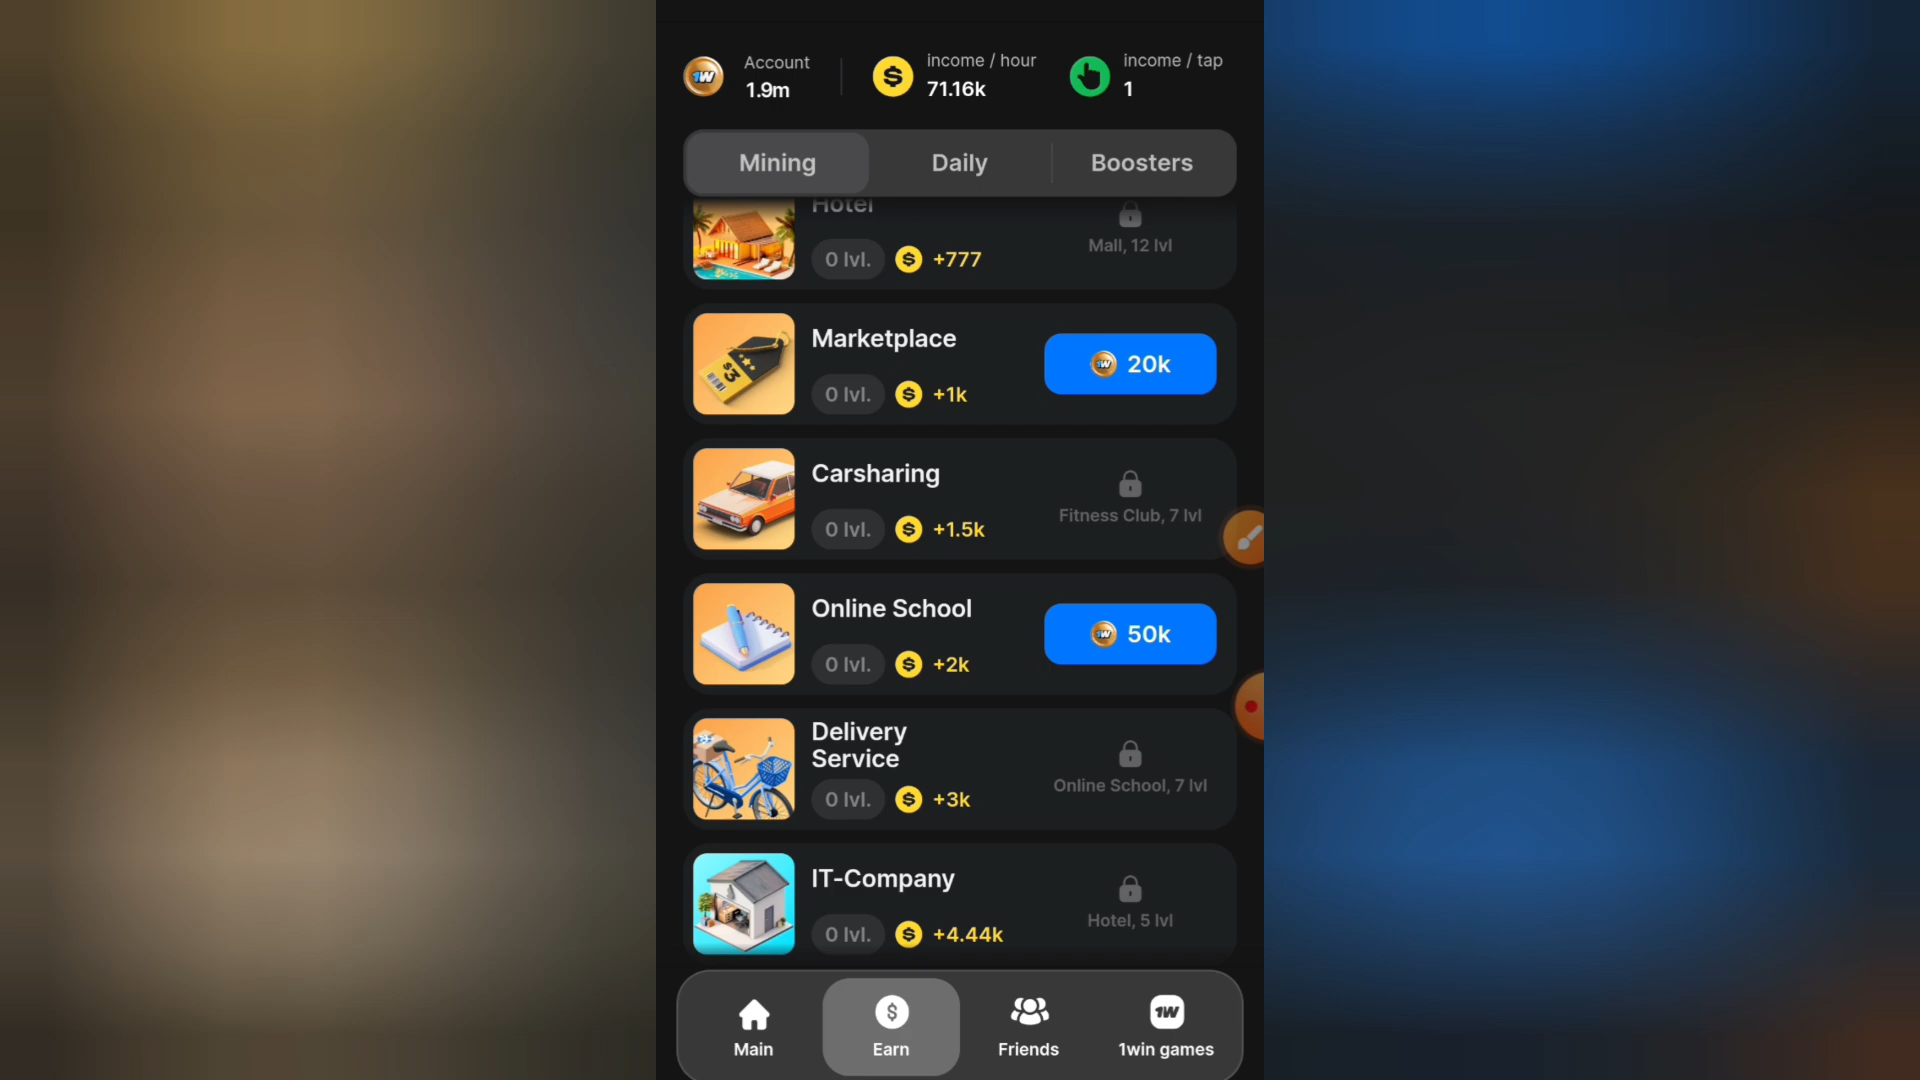 Account
1.9m
income / hour
71.16k
income / tap
1
Mining
Daily
Boosters
Hotel
0 lvl.
+777
Mall, 12 lvl
Marketplace
0 lvl.
+1k
20k
$3
Carsharing
0 lvl.
+1.5k
Fitness Club, 7 lvl
Online School
0 lvl.
+2k
50k
Delivery
Service
0 lvl.
+3k
Online School, 7 lvl
IT-Company
0 lvl.
+4.44k
Hotel, 5 lvl
Main
Earn
Friends
1W
1win games